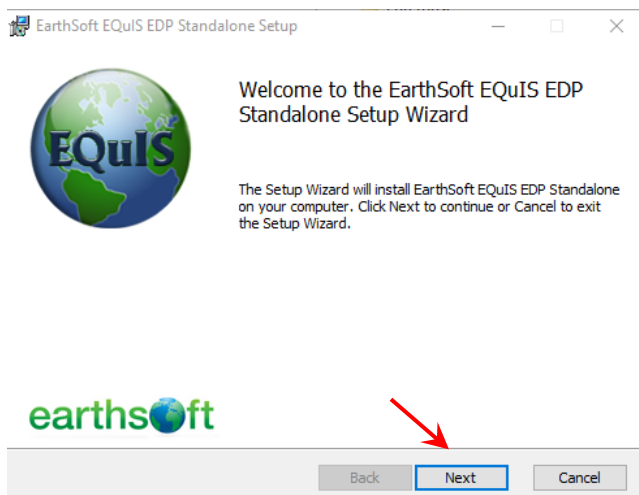 EarthSoft EQuIS EDP Standalone Setup
EQuIS
Welcome to the EarthSoft EQuIS EDP
Standalone Setup Wizard
The Setup Wizard will install EarthSoft EQuIS EDP Standalone
on your computer. Click Next to continue or Cancel to exit
the Setup Wizard.
earthsoft
Back Next Cancel